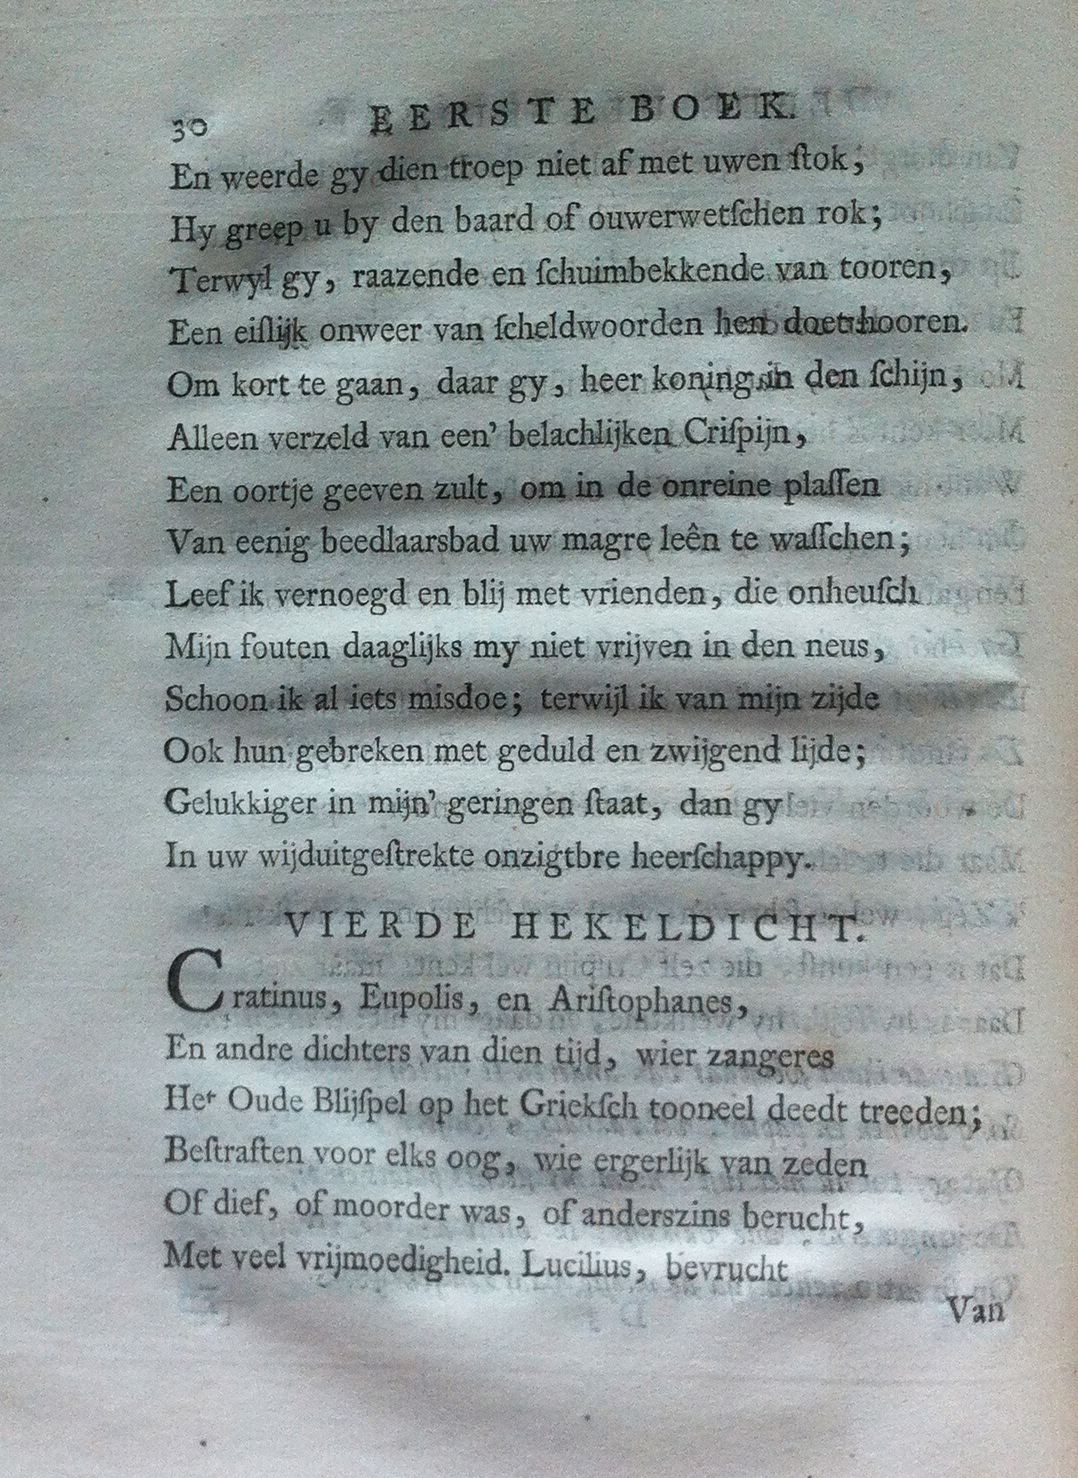 30 EERSTE BOEK.
En weerde gy dien troep niet af met uwen ſtok;
Hy greep u by den baard of ouwerwetſchen rok;
Terwyl gy, raazende en ſchuimbekkende van tooren,
Een eiſlijk onweer van ſcheldwoorden hen doet hooren.
Om kort te gaan, daar gy, heer koning in den ſchijn,
Alleen verzeld van een' belachlijken Criſpijn,
Een oortje geeven zult, om in de onreine plaſſen
Van eenig beedlaarsbad uw magre leên te waſſchen;
Leef ik vernoegd en blij met vrienden, die onheuſch
Mijn fouten daaglijks my niet vrijven in den neus,
Schoon ik al iets misdoe; terwijl ik van mijn zijde
Ook hun gebreken met geduld en zwijgend lijde;
Gelukkiger in mijn' geringen ſtaat, dan gy
In uw wijduitgeſtrekte onzigtbre heerſchappy.
VIERDE HEKELDICHT.
Cratinus, Eupolis, en Ariſtophanes,
En andre dichters van dien tijd, wier zangeres
Het Oude Blijſpel op het Griekſch tooneel deedt treeden;
Beſtraften voor elks oog, wie ergerlijk van zeden
Of dief, of moorder was, of anderszins berucht,
Met veel vrijmoedigheid. Lucilius, bevrucht
Van